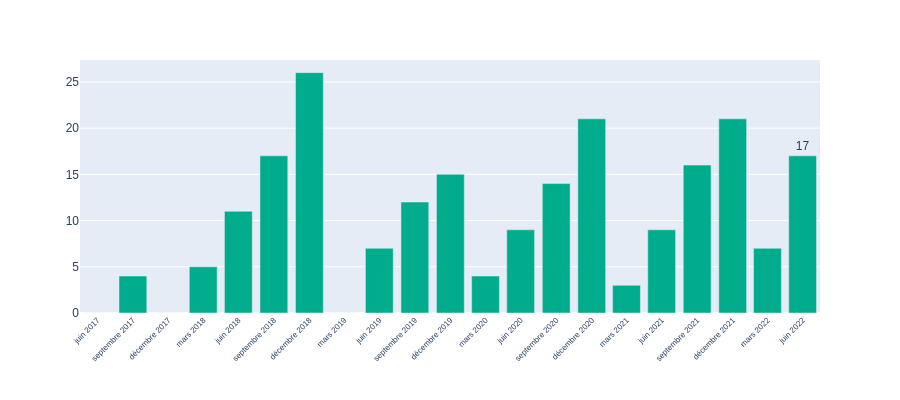 25
20
17
15
10
5
0
juin 2017
septembre 2017
décembre 2017
mars 2018
juin 2018
septembre 2018
décembre 2018
mars 2019
juin 2019
septembre 2019
décembre 2019
mars 2020
juin 2020
septembre 2020
décembre 2020
mars 2021
juin 2021
septembre 2021
décembre 2021
mars 2022
juin 2022